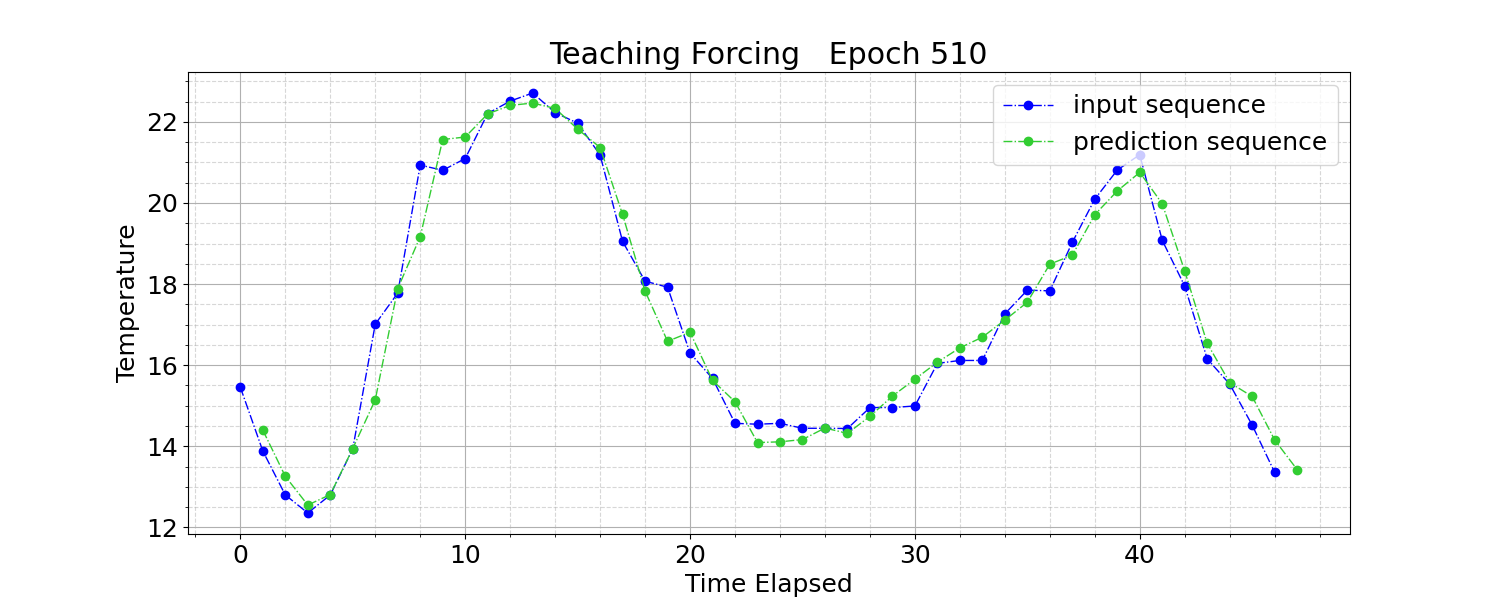 Teaching Forcing   Epoch 510
input sequence
prediction sequence
Temperature
22
20
18
16
14
12
0 10 20 30 40
Time Elapsed